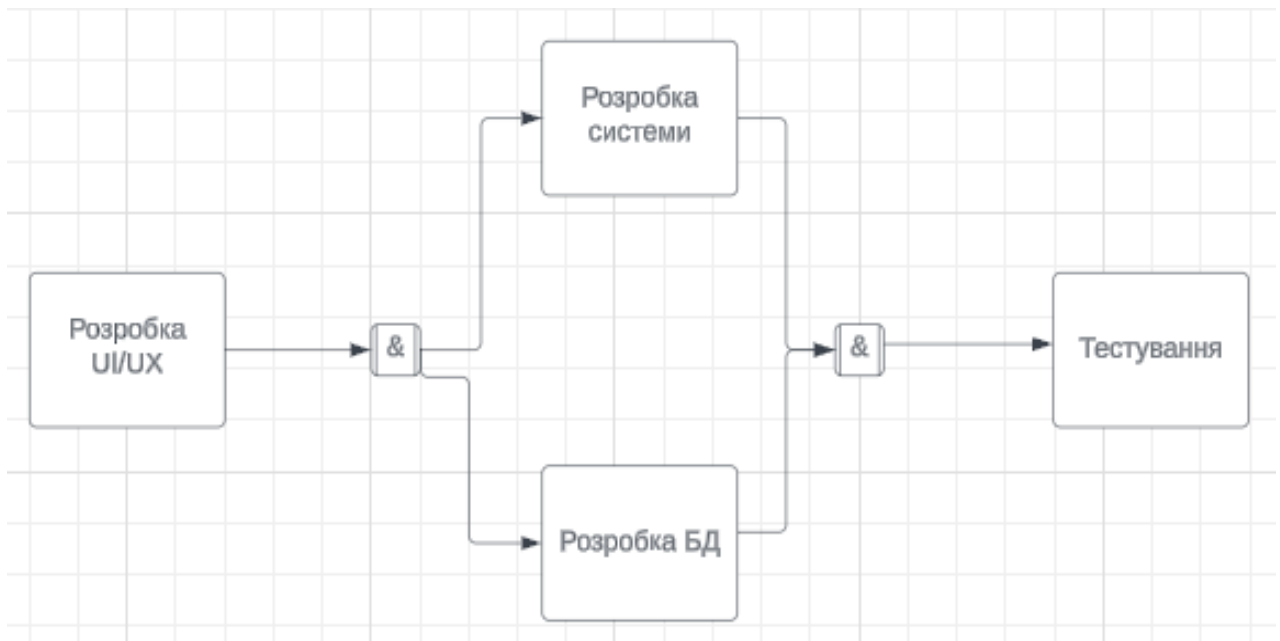 Розробка
UI/UX
&
Розробка
системи
Розробка БД
&
Тестування